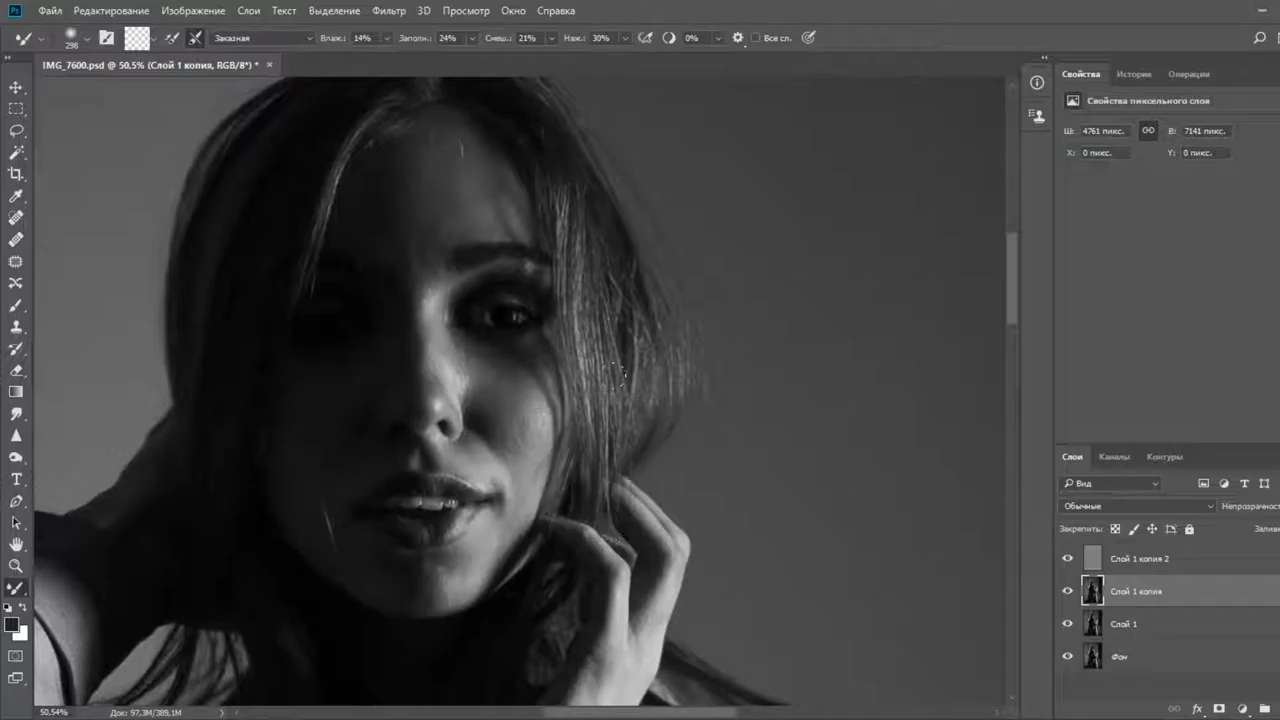 Ps Файл Редактирование Изображение Слои Текст Выделение Фильтр 3D Просмотр Окно Справка
298 Заказная Влаж.: 14% Заполн.: 24% Смеш.: 21% Наж.: 30% 0% Все сл.
IMG_7600.psd @ 50,5% (Слой 1 копия, RGB/8*) *
Свойства История Операции
Свойства пиксельного слоя
Ш: 4761 пикс. В: 7141 пикс.
X: 0 пикс. Y: 0 пикс.
Слои Каналы Контуры
Вид
Обычные Непрозрачнос
Закрепить: Залив
Слой 1 копия 2
Слой 1 копия
Слой 1
Фон
50,54% Док: 97,3M/389,1M